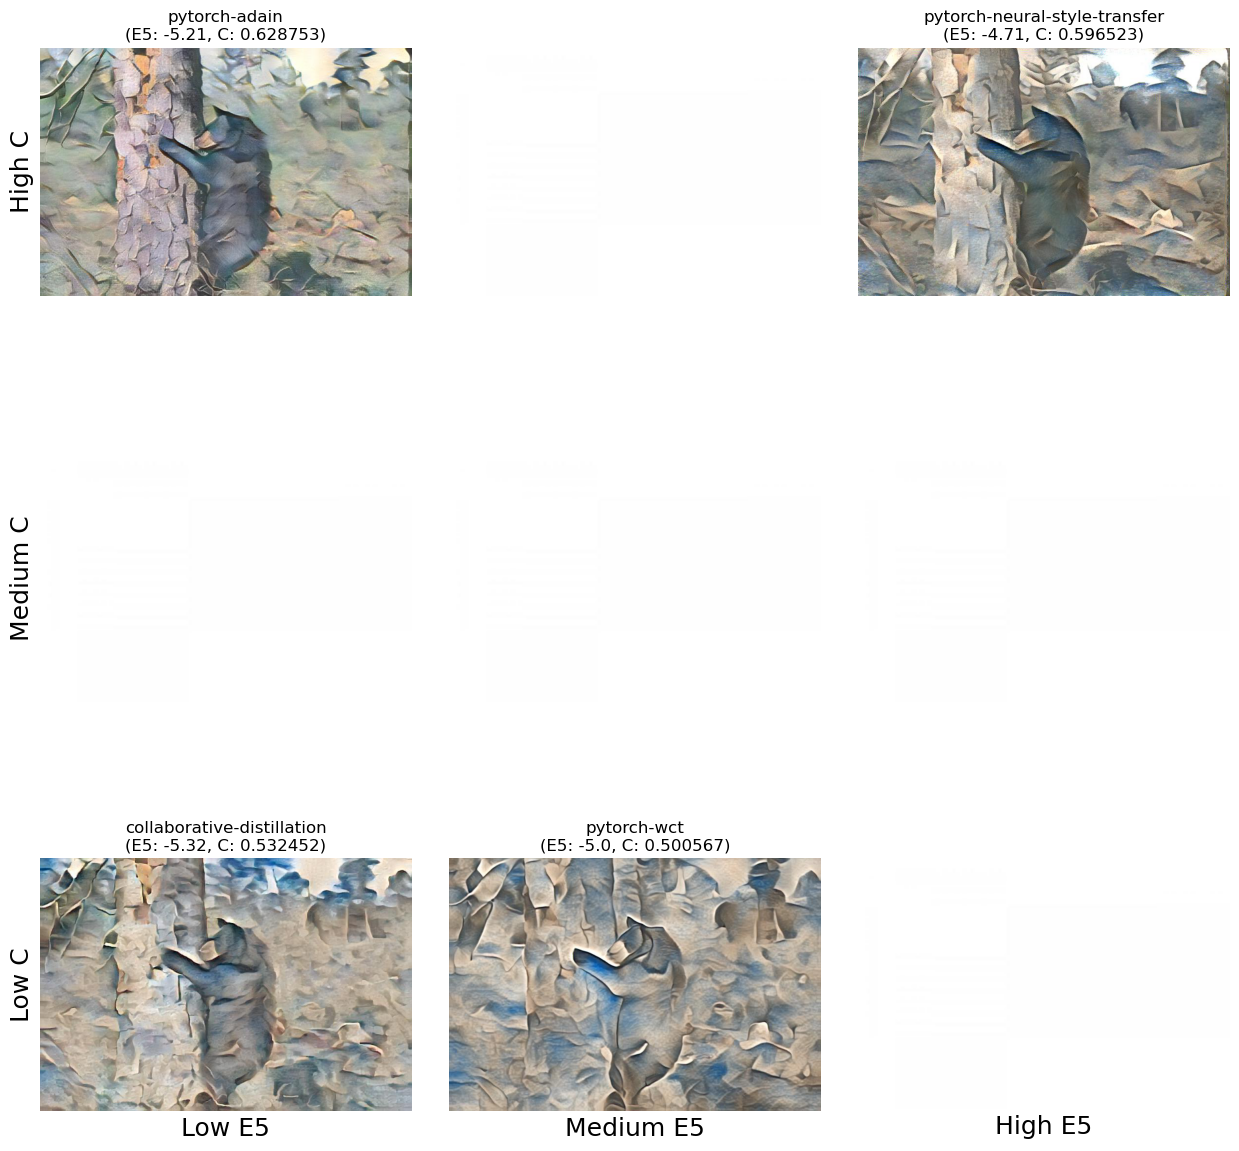 pytorch-adain
(E5: -5.21, C: 0.628753)
pytorch-neural-style-transfer
(E5: -4.71, C: 0.596523)
High C
Medium C
collaborative-distillation
(E5: -5.32, C: 0.532452)
pytorch-wct
(E5: -5.0, C: 0.500567)
Low C
Low E5
Medium E5
High E5